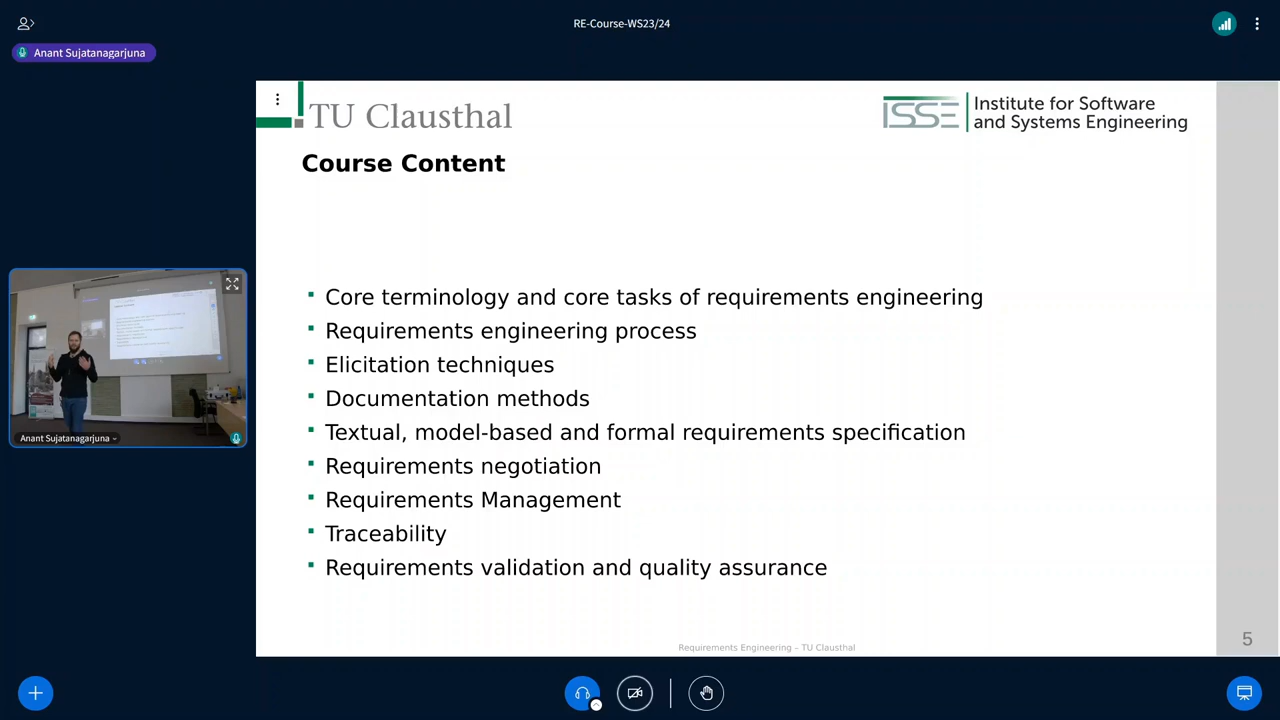 RE-Course-WS23/24
Anant Sujatanagarjuna
TU Clausthal
ISSE Institute for Software
and Systems Engineering
Course Content
Core terminology and core tasks of requirements engineering
Requirements engineering process
Elicitation techniques
Documentation methods
Textual, model-based and formal requirements specification
Requirements negotiation
Requirements Management
Traceability
Requirements validation and quality assurance
Anant Sujatanagarjuna
Requirements Engineering – TU Clausthal
5